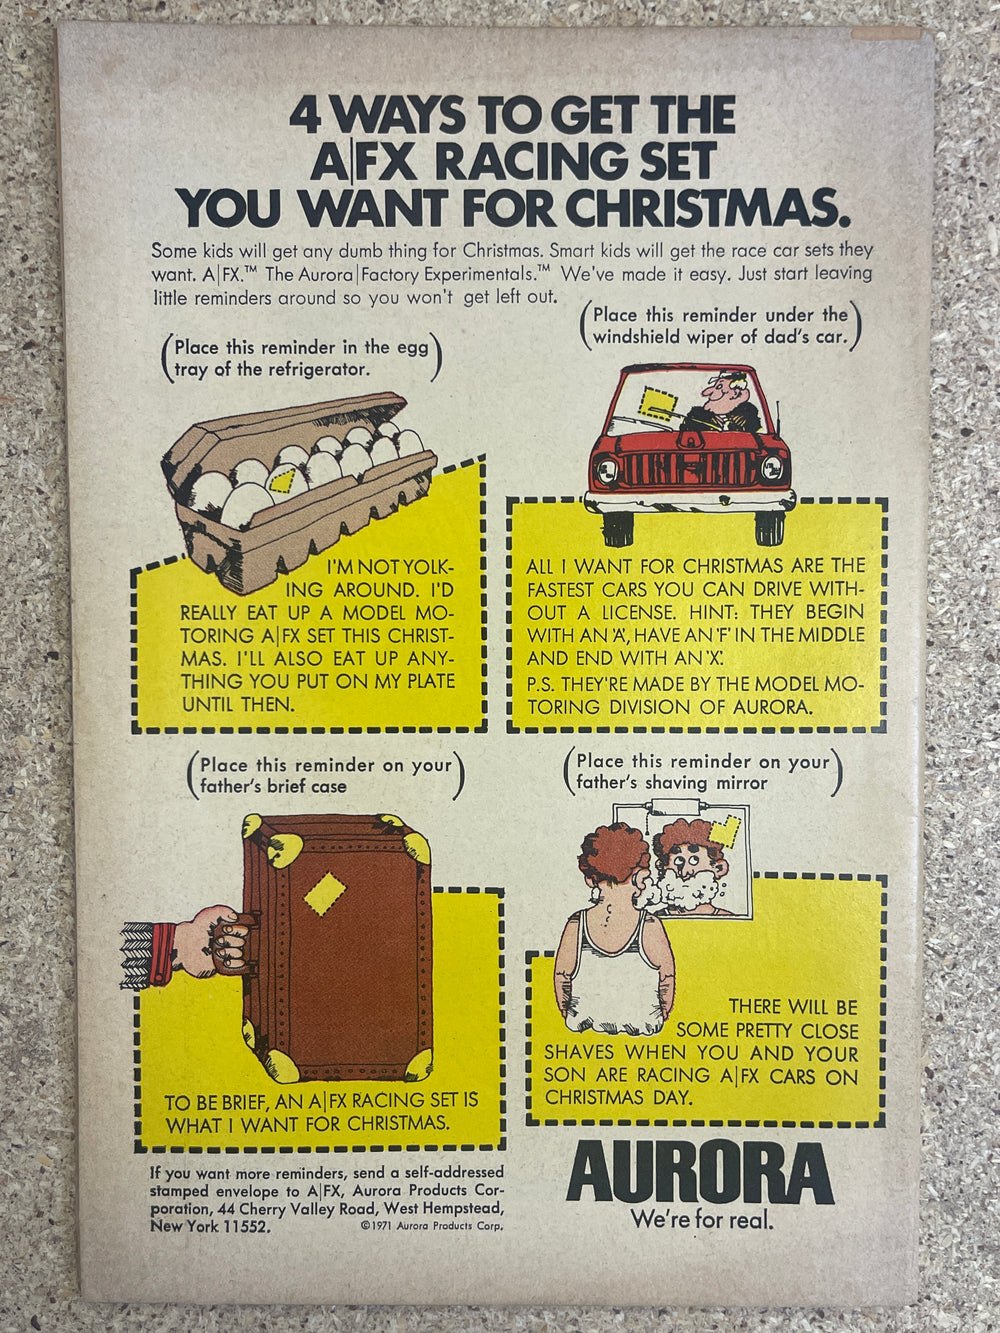 4 WAYS TO GET THE
A|FX RACING SET
YOU WANT FOR CHRISTMAS.
Some kids will get any dumb thing for Christmas. Smart kids will get the race car sets they
want. A|FX.™ The Aurora|Factory Experimentals.™ We've made it easy. Just start leaving
little reminders around so you won't get left out.
(Place this reminder in the egg
tray of the refrigerator.)
I'M NOT YOLK-
ING AROUND. I'D
REALLY EAT UP A MODEL MO-
TORING A|FX SET THIS CHRIST-
MAS. I'LL ALSO EAT UP ANY-
THING YOU PUT ON MY PLATE
UNTIL THEN.
(Place this reminder under the
windshield wiper of dad's car.)
ALL I WANT FOR CHRISTMAS ARE THE
FASTEST CARS YOU CAN DRIVE WITH-
OUT A LICENSE. HINT: THEY BEGIN
WITH AN 'A', HAVE AN 'F' IN THE MIDDLE
AND END WITH AN 'X'.
P.S. THEY'RE MADE BY THE MODEL MO-
TORING DIVISION OF AURORA.
(Place this reminder on your
father's brief case)
TO BE BRIEF, AN A|FX RACING SET IS
WHAT I WANT FOR CHRISTMAS.
(Place this reminder on your
father's shaving mirror)
THERE WILL BE
SOME PRETTY CLOSE
SHAVES WHEN YOU AND YOUR
SON ARE RACING A|FX CARS ON
CHRISTMAS DAY.
If you want more reminders, send a self-addressed
stamped envelope to A|FX, Aurora Products Cor-
poration, 44 Cherry Valley Road, West Hempstead,
New York 11552.
©1971 Aurora Products Corp.
AURORA
We're for real.